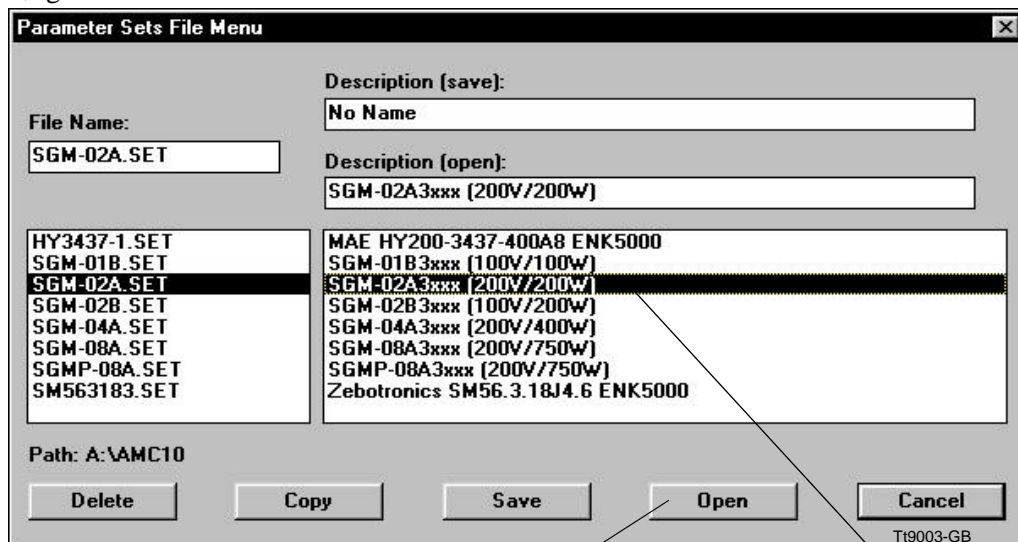 Parameter Sets File Menu
Description (save):
No Name
File Name:
SGM-02A.SET
Description (open):
SGM-02A3xxx (200V/200W)
HY3437-1.SET
SGM-01B.SET
SGM-02A.SET
SGM-02B.SET
SGM-04A.SET
SGM-08A.SET
SGMP-08A.SET
SM563183.SET
MAE HY200-3437-400A8 ENK5000
SGM-01B3xxx (100V/100W)
SGM-02A3xxx (200V/200W)
SGM-02B3xxx (100V/200W)
SGM-04A3xxx (200V/400W)
SGM-08A3xxx (200V/750W)
SGMP-08A3xxx (200V/750W)
Zebotronics SM56.3.18J4.6 ENK5000
Path: A:\AMC10
Delete
Copy
Save
Open
Cancel
Tt9003-GB